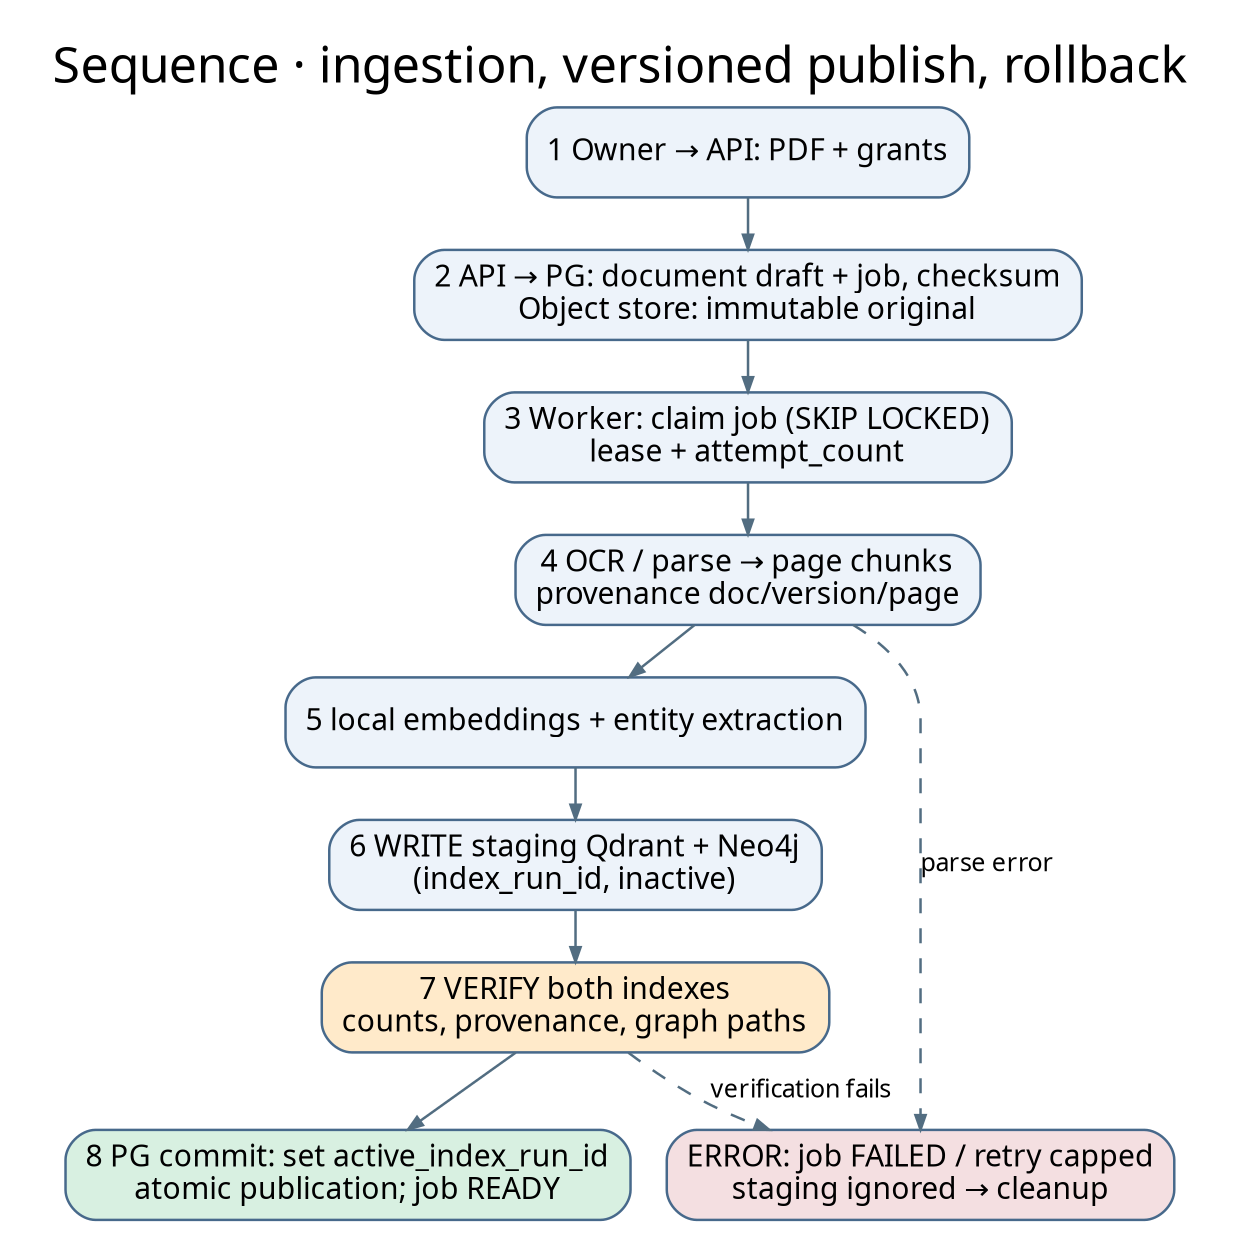 Sequence · ingestion, versioned publish, rollback
1 Owner → API: PDF + grants
2 API → PG: document draft + job, checksum
Object store: immutable original
3 Worker: claim job (SKIP LOCKED)
lease + attempt_count
4 OCR / parse → page chunks
provenance doc/version/page
5 local embeddings + entity extraction
6 WRITE staging Qdrant + Neo4j
(index_run_id, inactive)
parse error
7 VERIFY both indexes
counts, provenance, graph paths
verification fails
8 PG commit: set active_index_run_id
atomic publication; job READY
ERROR: job FAILED / retry capped
staging ignored → cleanup